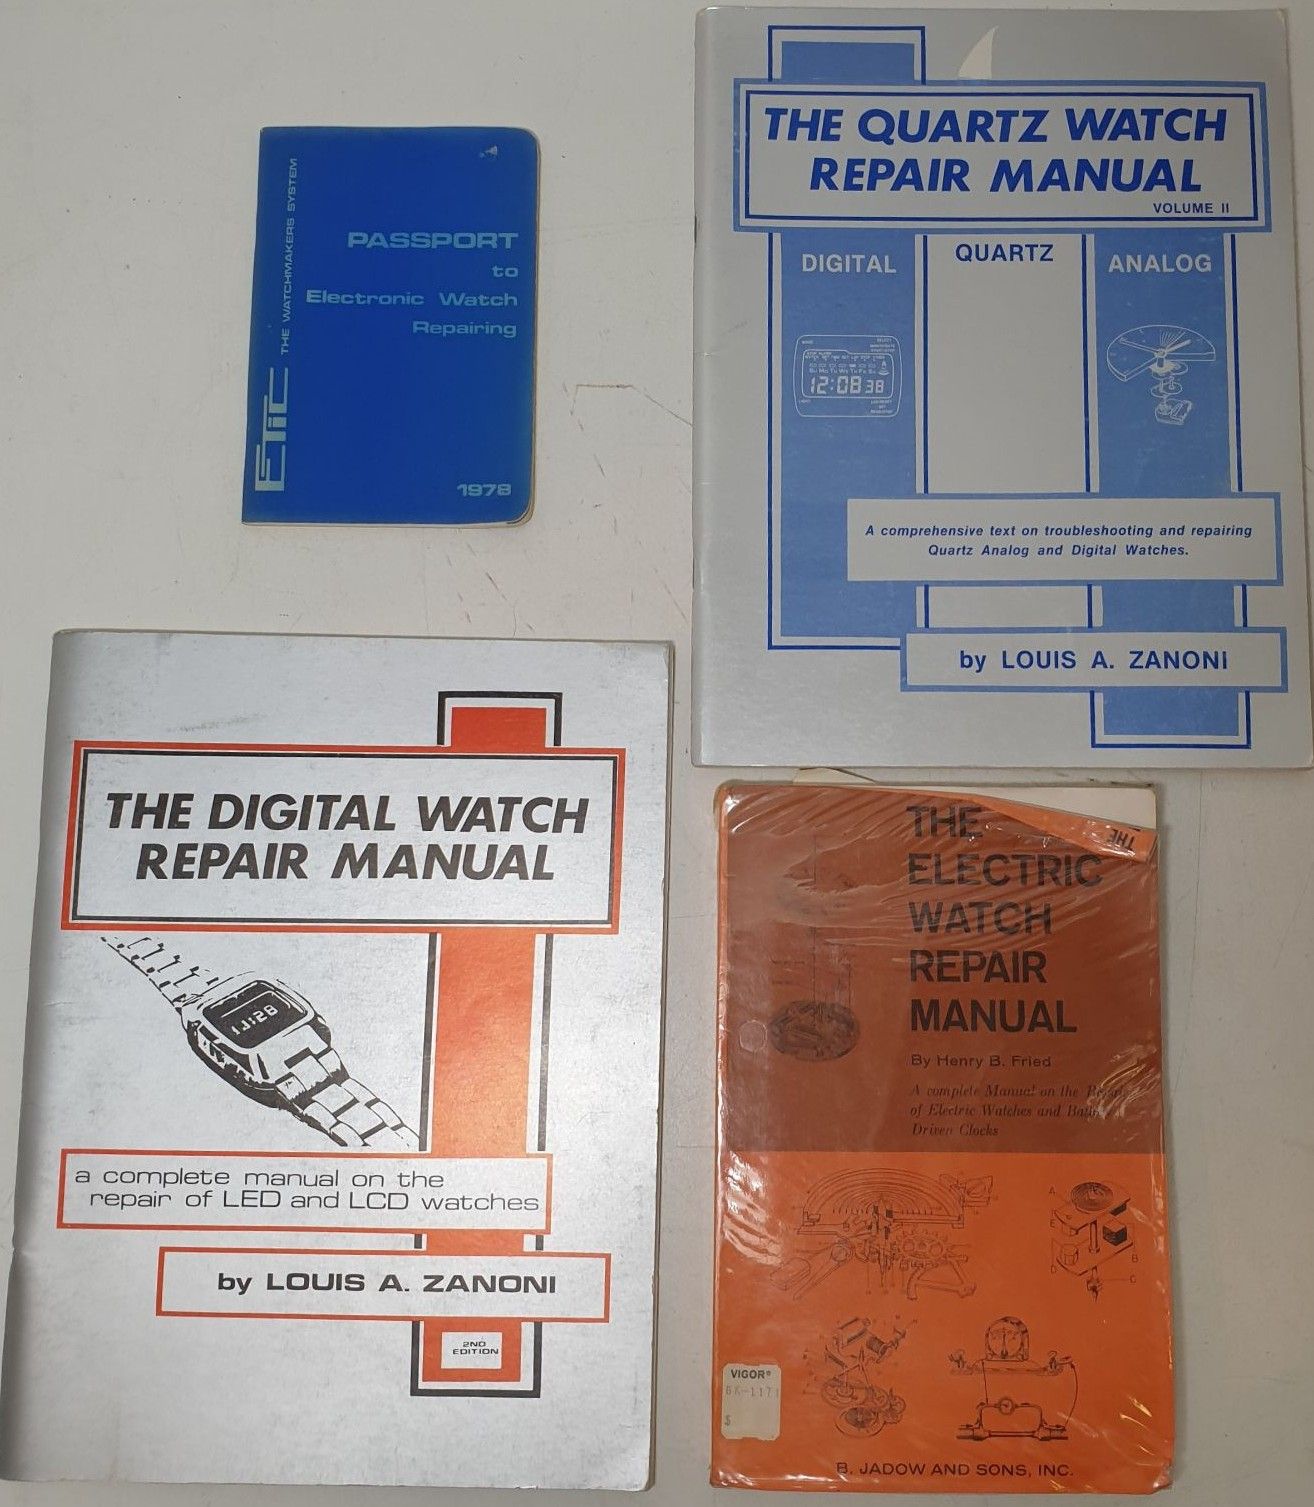 PASSPORT
to
Electronic Watch
Repairing
ETIC THE WATCHMAKERS SYSTEM
1978
THE QUARTZ WATCH
REPAIR MANUAL
VOLUME II
DIGITAL
QUARTZ
ANALOG
12:08 38
A comprehensive text on troubleshooting and repairing
Quartz Analog and Digital Watches.
by LOUIS A. ZANONI
THE DIGITAL WATCH
REPAIR MANUAL
a complete manual on the
repair of LED and LCD watches
by LOUIS A. ZANONI
2ND
EDITION
THE
THE
ELECTRIC
WATCH
REPAIR
MANUAL
By Henry B. Fried
A complete Manual on the
of Electric Watches and
Driven Clocks
VIGOR®
$
B. JADOW AND SONS, INC.